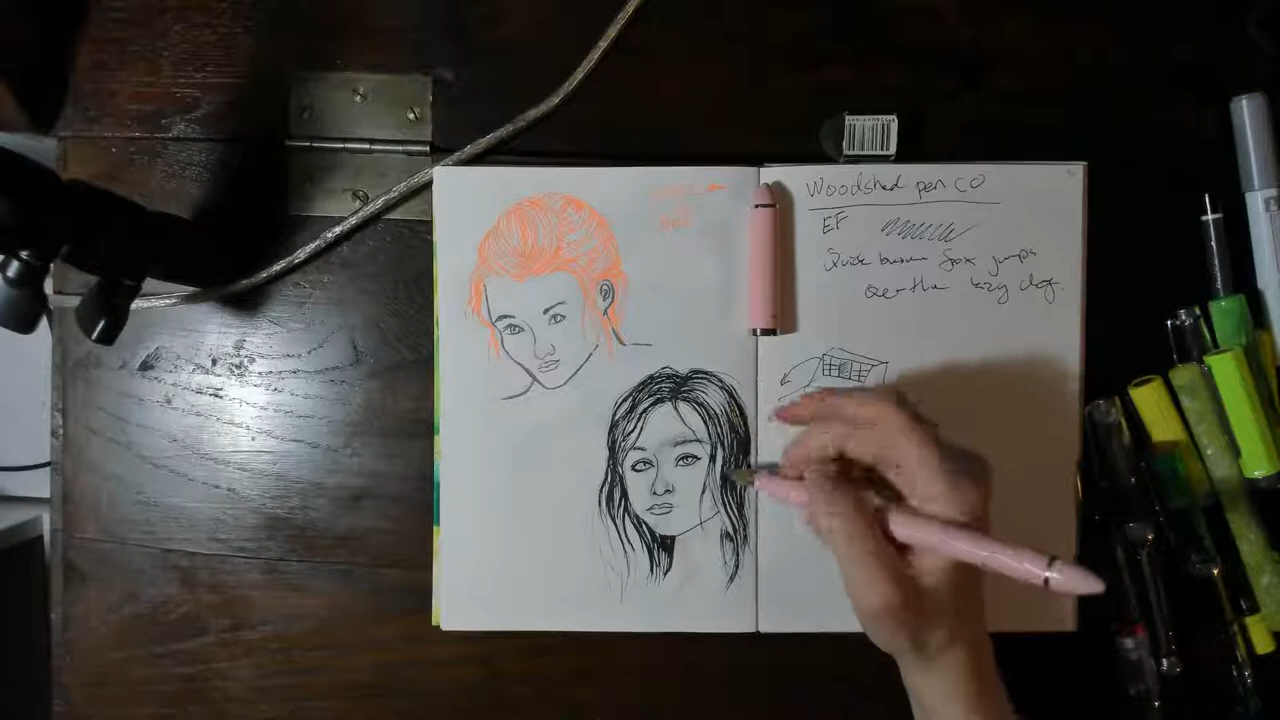 Woodshed pen CO
EF
Quick brown fox jumps
over the lazy dog.